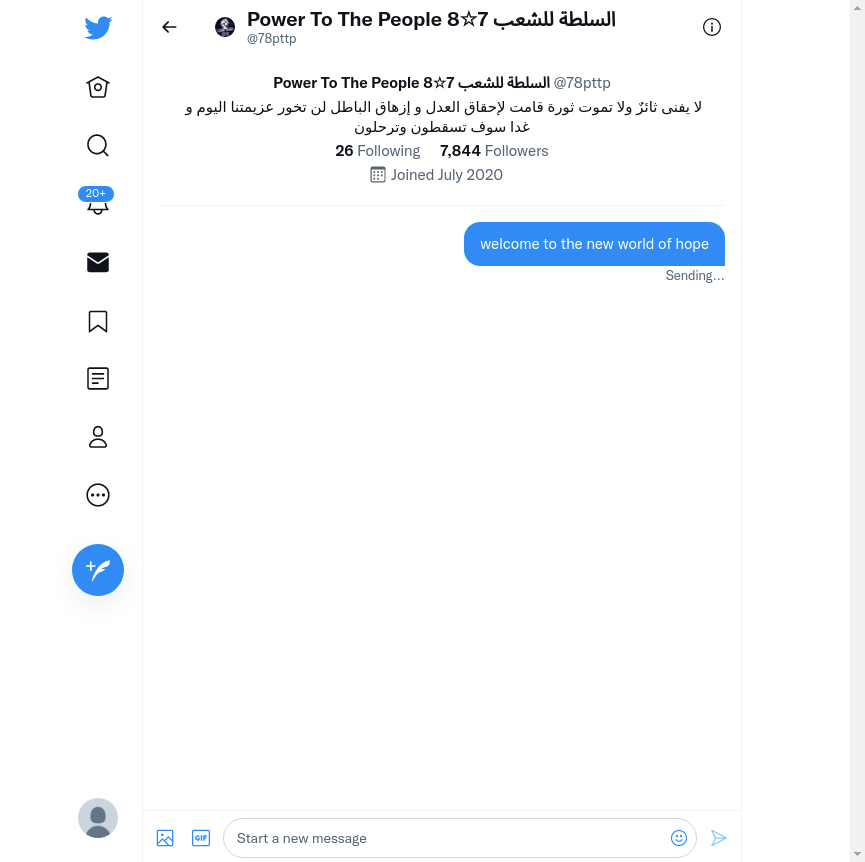 Power To The People 8☆7 السلطة للشعب
@78pttp
Power To The People 8☆7 السلطة للشعب @78pttp
لا يفنى ثائرٌ ولا تموت ثورة قامت لإحقاق العدل و إزهاق الباطل لن تخور عزيمتنا اليوم و
غدا سوف تسقطون وترحلون
26 Following 7,844 Followers
Joined July 2020
20+
welcome to the new world of hope
Sending...
GIF
Start a new message